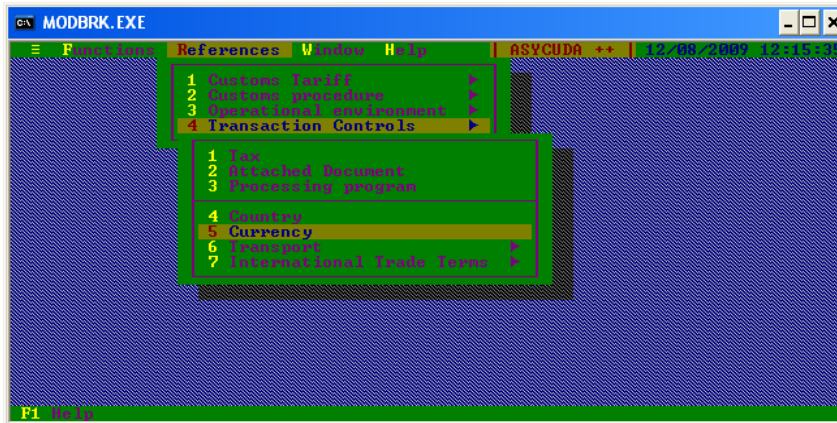 MODBRK.EXE
≡ Functions References Window Help | ASYCUDA ++ | 12/08/2009 12:15:35
1 Customs Tariff ►
2 Customs procedure ►
3 Operational environment ►
4 Transaction Controls ►
1 Tax
2 Attached Document
3 Processing program
4 Country
5 Currency
6 Transport ►
7 International Trade Terms ►
F1 Help